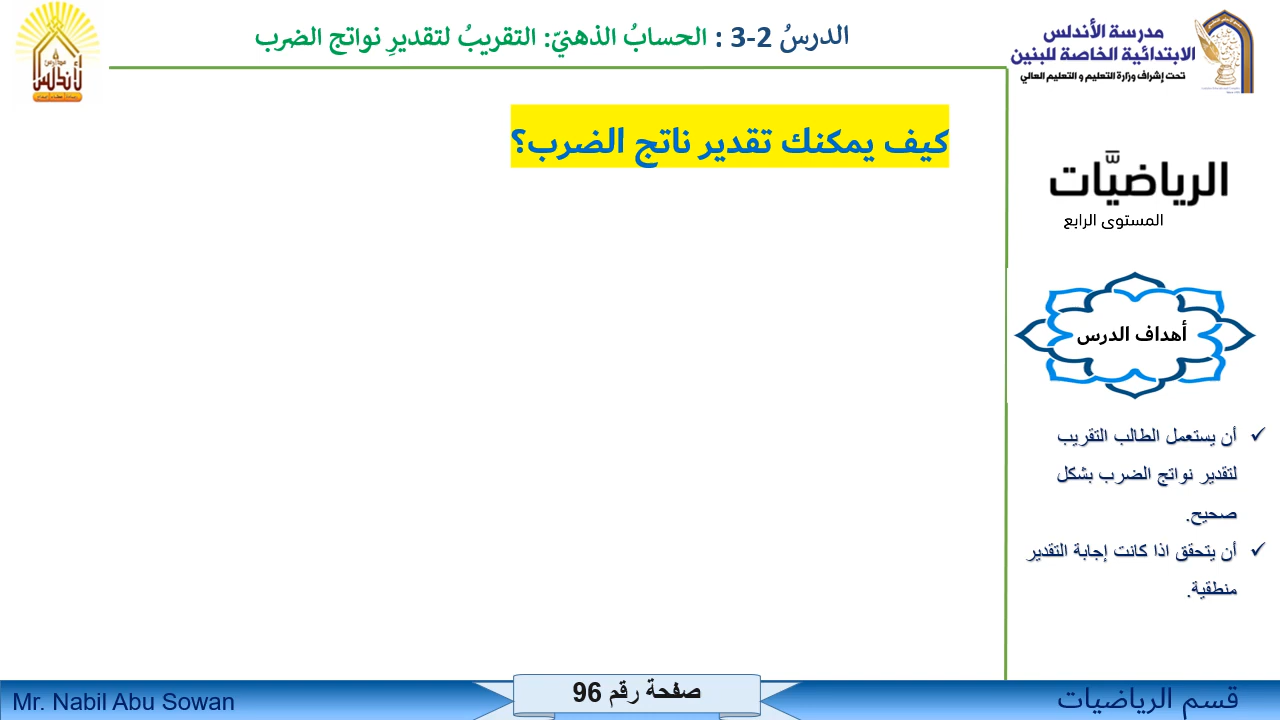 مدرسة الأندلس
الابتدائية الخاصة للبنين
تحت إشراف وزارة التعليم و التعليم العالي
الدرسُ 2-3 : الحسابُ الذهنيّ: التقريبُ لتقديرِ نواتج الضرب
كيف يمكنك تقدير ناتج الضرب؟
الرياضيَّات
المستوى الرابع
أهداف الدرس
✓ أن يستعمل الطالب التقريب
لتقدير نواتج الضرب بشكل
صحيح.
✓ أن يتحقق اذا كانت إجابة التقدير
منطقية.
قسم الرياضيات
صفحة رقم 96
Mr. Nabil Abu Sowan